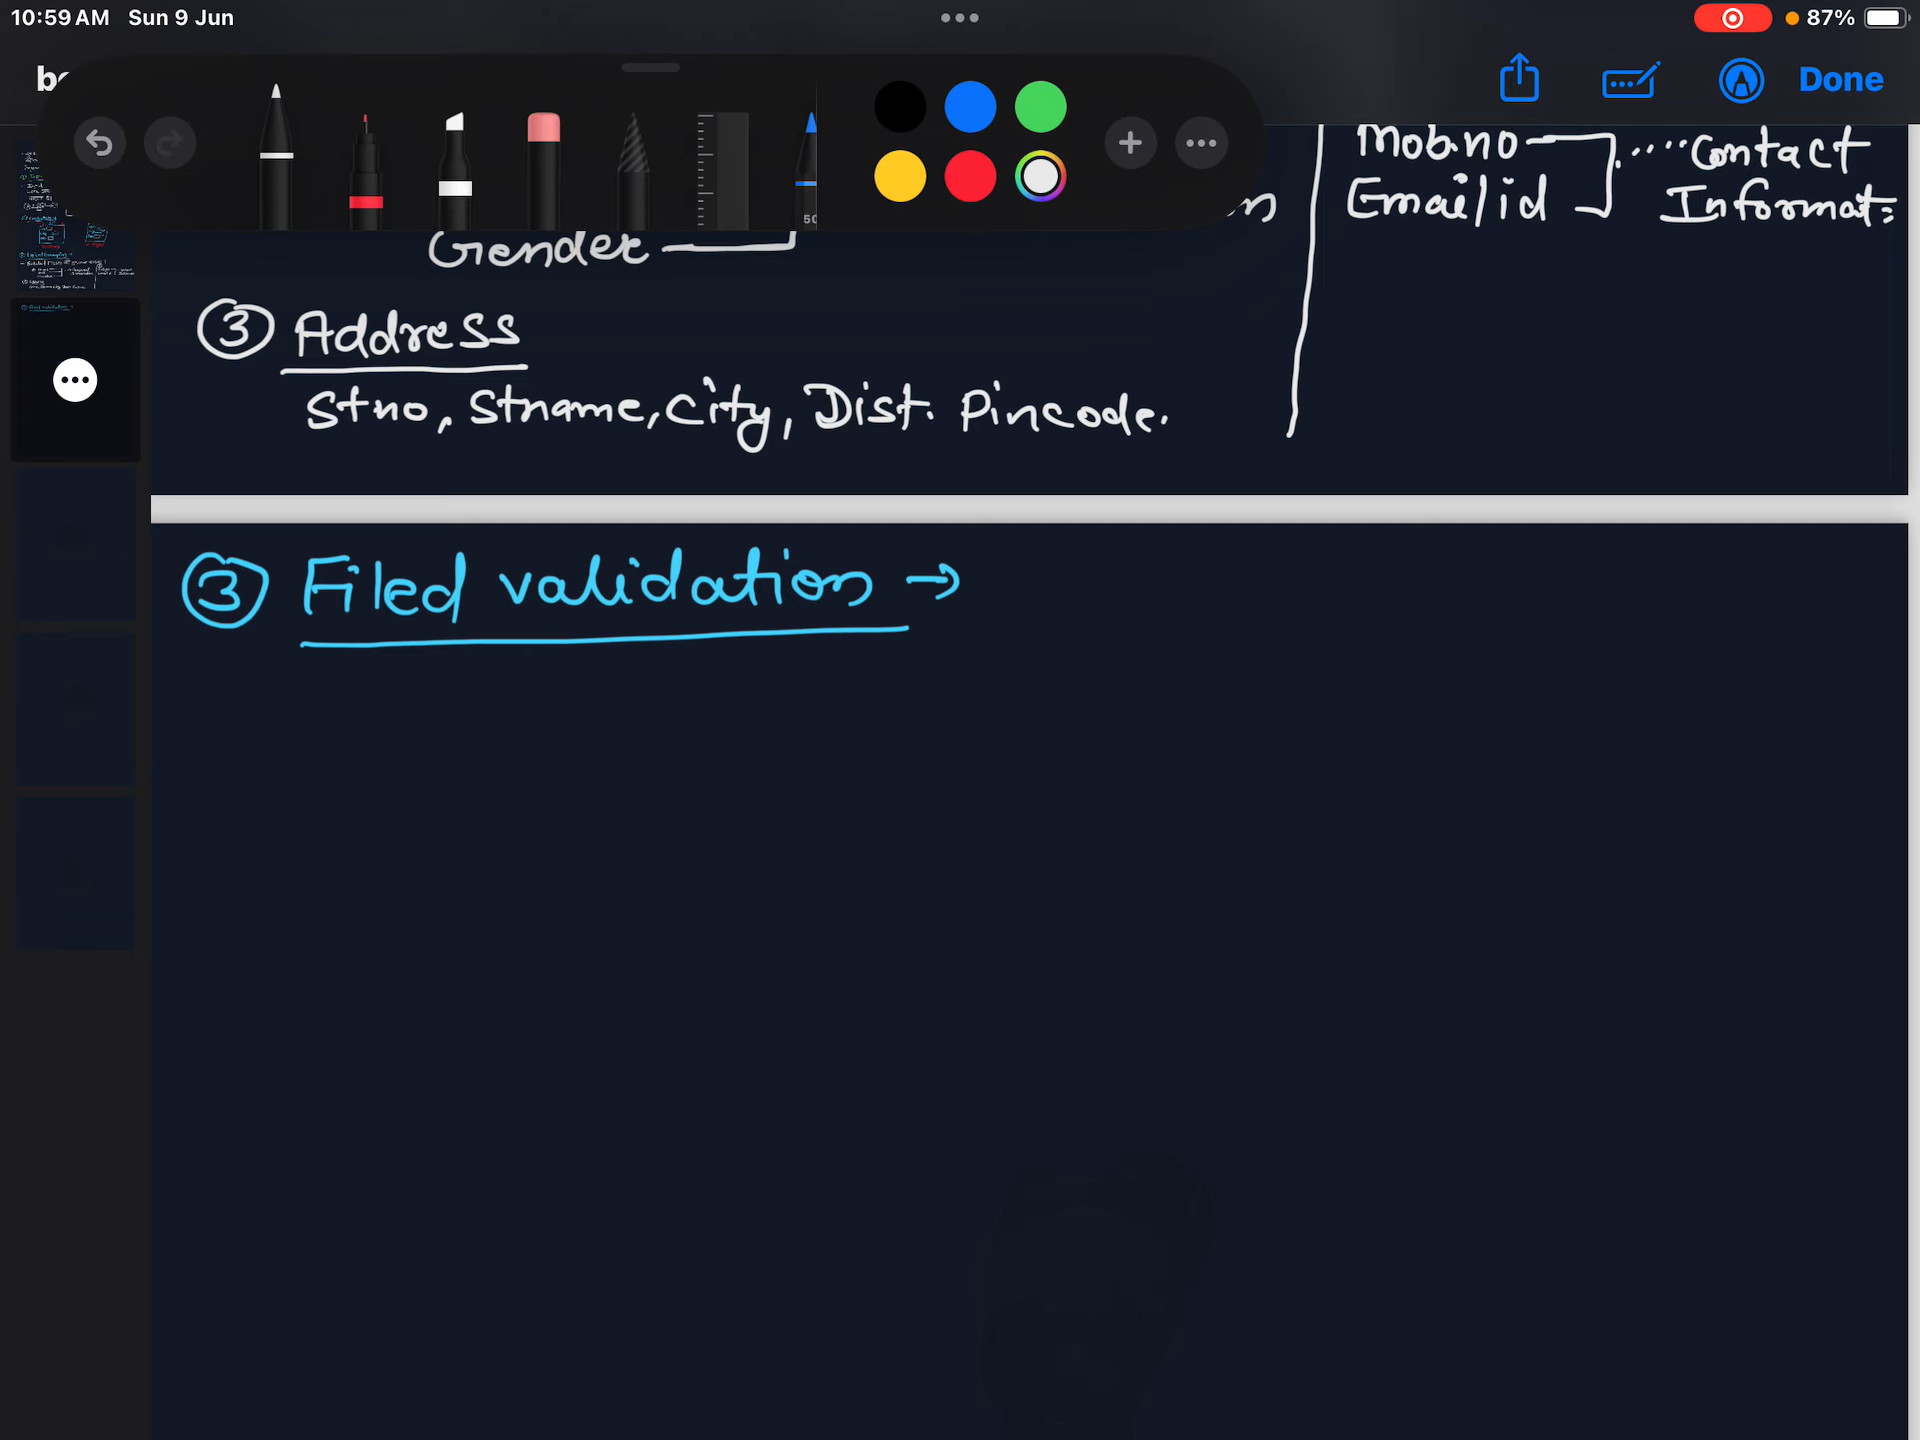 10:59 AM Sun 9 Jun
87%
Done
50
Mob.no
Email id
....Contact
Informat:
Gender
③ Address
Stno, Stname, City, Dist. Pincode.
③ Filed validation →